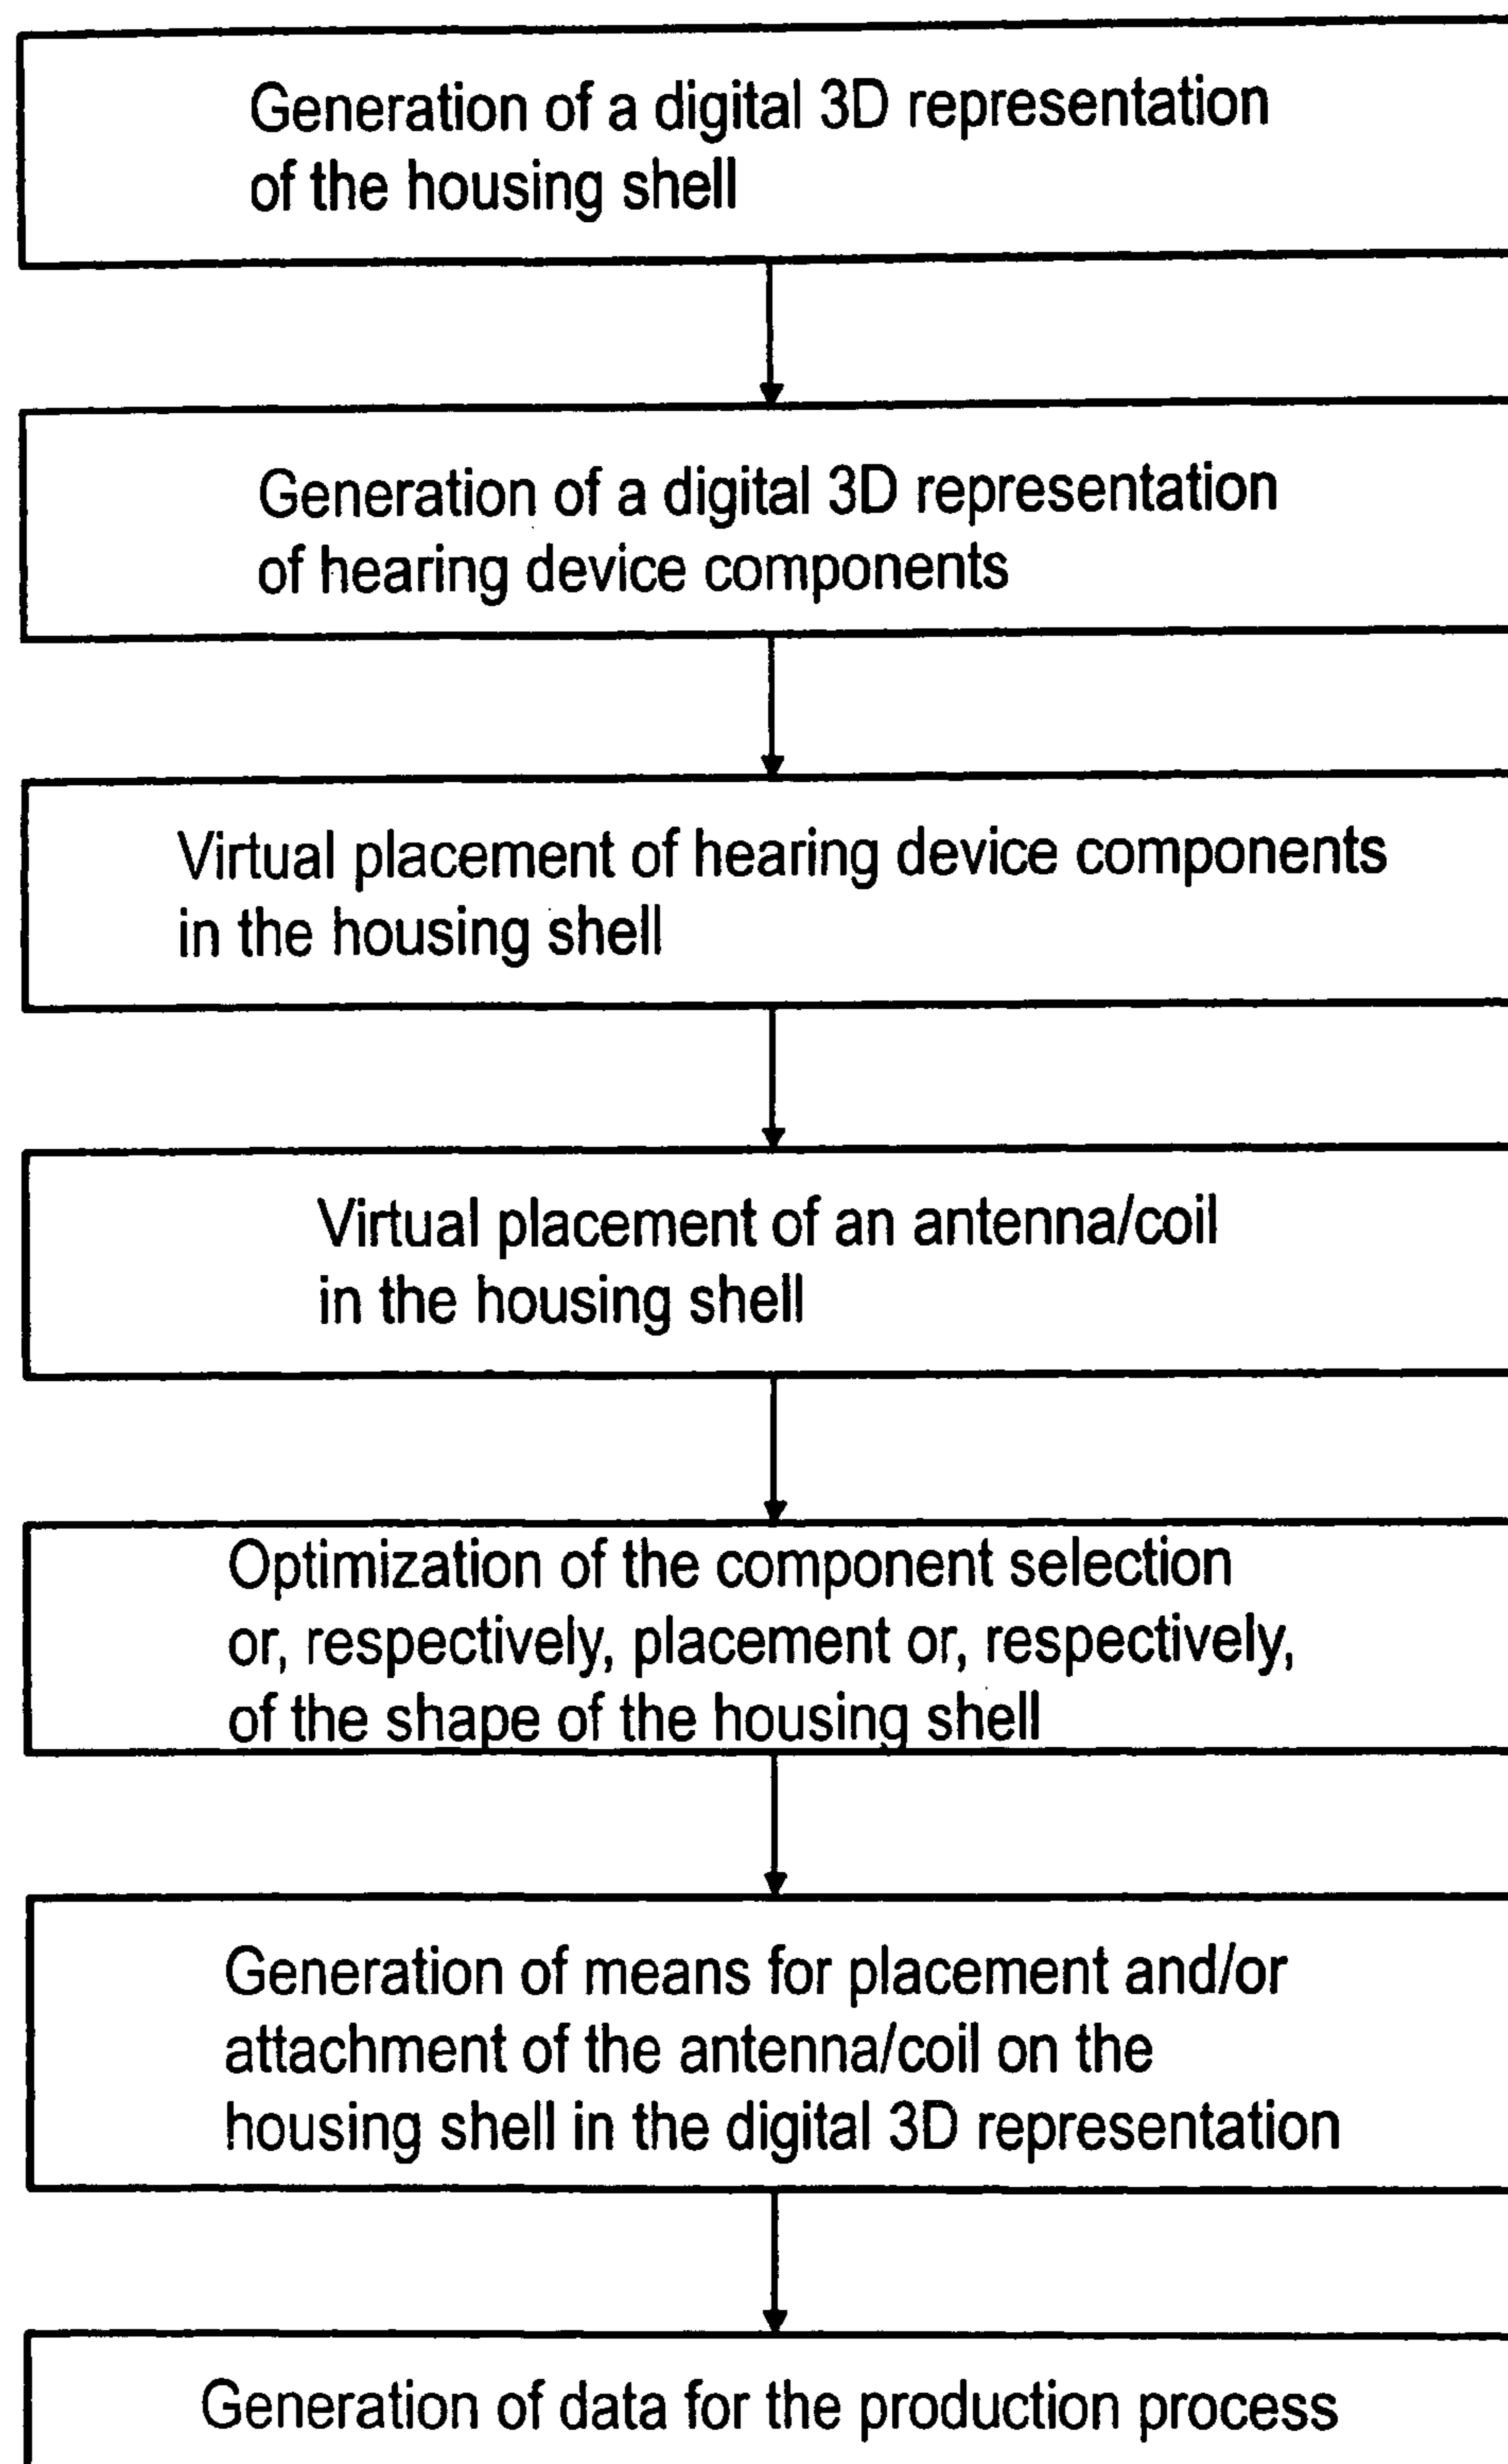 Generation of a digital 3D representation
of the housing shell
Generation of a digital 3D representation
of hearing device components
Virtual placement of hearing device components
in the housing shell
Virtual placement of an antenna/coil
in the housing shell
Optimization of the component selection
or, respectively, placement or, respectively,
of the shape of the housing shell
Generation of means for placement and/or
attachment of the antenna/coil on the
housing shell in the digital 3D representation
Generation of data for the production process